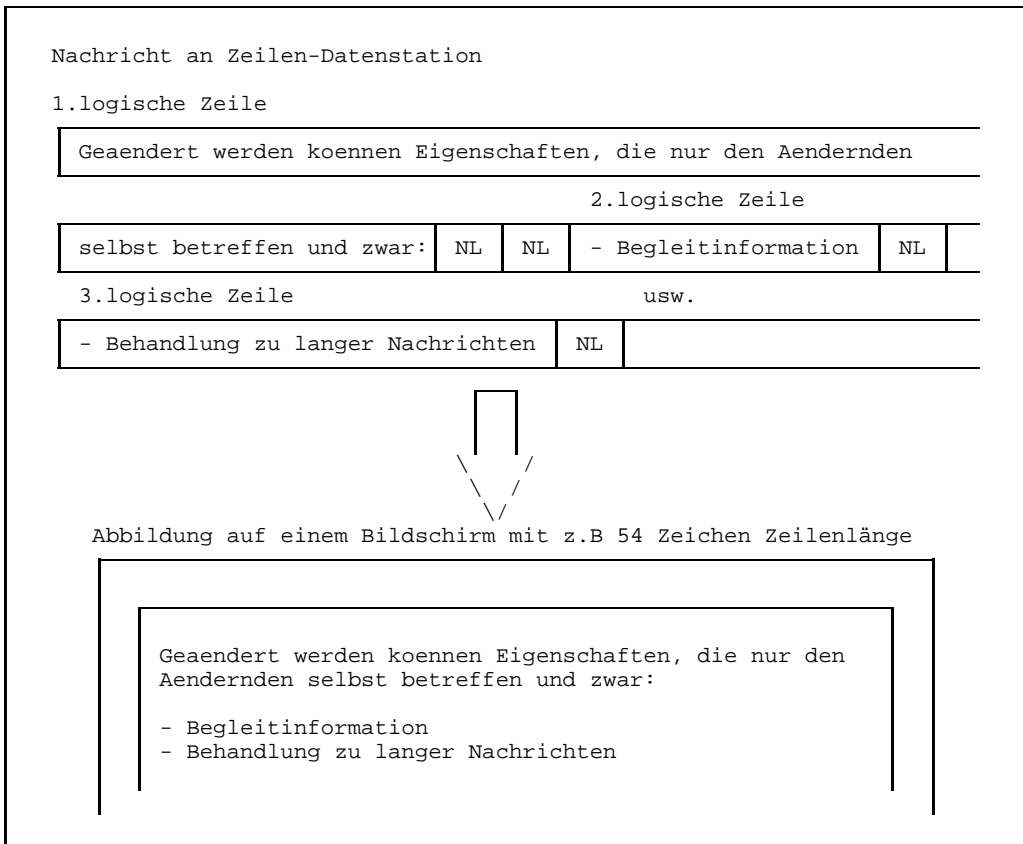 Nachricht an Zeilen-Datenstation
1.logische Zeile
Geaendert werden koennen Eigenschaften, die nur den Aendernden
2.logische Zeile
selbst betreffen und zwar: NL NL - Begleitinformation NL
3.logische Zeile usw.
- Behandlung zu langer Nachrichten NL
Abbildung auf einem Bildschirm mit z.B 54 Zeichen Zeilenlänge
Geaendert werden koennen Eigenschaften, die nur den
Aendernden selbst betreffen und zwar:
- Begleitinformation
- Behandlung zu langer Nachrichten